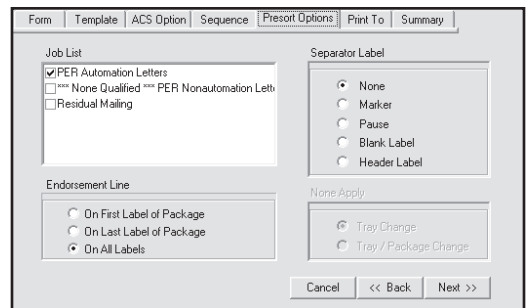 Form Template ACS Option Sequence Presort Options Print To Summary
Job List
PER Automation Letters
*** None Qualified *** PER Nonautomation Lett
Residual Mailing
Endorsement Line
On First Label of Package
On Last Label of Package
On All Labels
Separator Label
None
Marker
Pause
Blank Label
Header Label
None Apply
Tray Change
Tray / Package Change
Cancel << Back Next >>